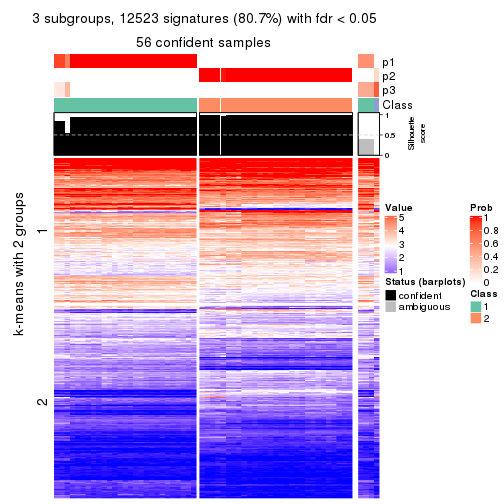 3 subgroups, 12523 signatures (80.7%) with fdr < 0.05
56 confident samples
p1
p2
p3
Class
1
0.5
0
Silhouette
score
k-means with 2 groups
1
2
Value
5
4
3
2
1
Status (barplots)
confident
ambiguous
Prob
1
0.8
0.6
0.4
0.2
0
Class
1
2